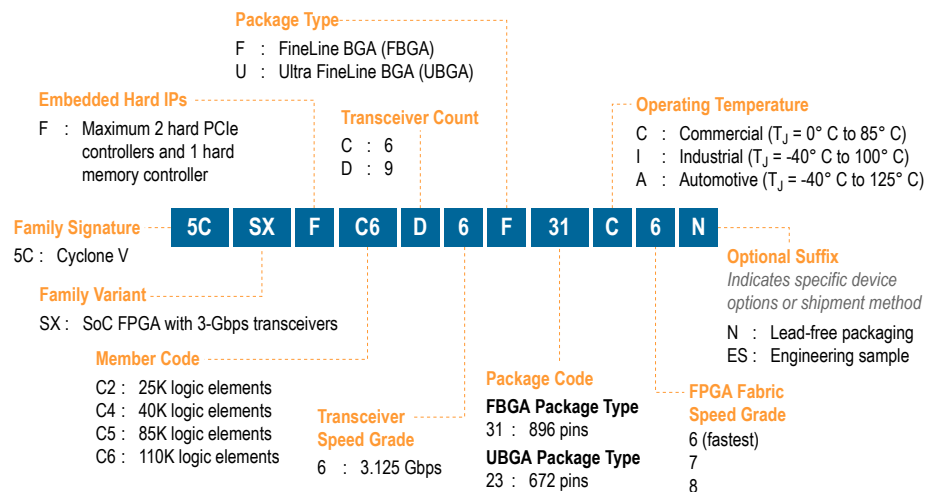 Package Type
F : FineLine BGA (FBGA)
U : Ultra FineLine BGA (UBGA)
Embedded Hard IPs
F : Maximum 2 hard PCIe
controllers and 1 hard
memory controller
Transceiver Count
C : 6
D : 9
Operating Temperature
C : Commercial (TJ = 0° C to 85° C)
I : Industrial (TJ = -40° C to 100° C)
A : Automotive (TJ = -40° C to 125° C)
5C SX F C6 D 6 F 31 C 6 N
Family Signature
5C : Cyclone V
Family Variant
SX : SoC FPGA with 3-Gbps transceivers
Member Code
C2 : 25K logic elements
C4 : 40K logic elements
C5 : 85K logic elements
C6 : 110K logic elements
Transceiver
Speed Grade
6 : 3.125 Gbps
Package Code
FBGA Package Type
31 : 896 pins
UBGA Package Type
23 : 672 pins
FPGA Fabric
Speed Grade
6 (fastest)
7
8
Optional Suffix
Indicates specific device
options or shipment method
N : Lead-free packaging
ES : Engineering sample